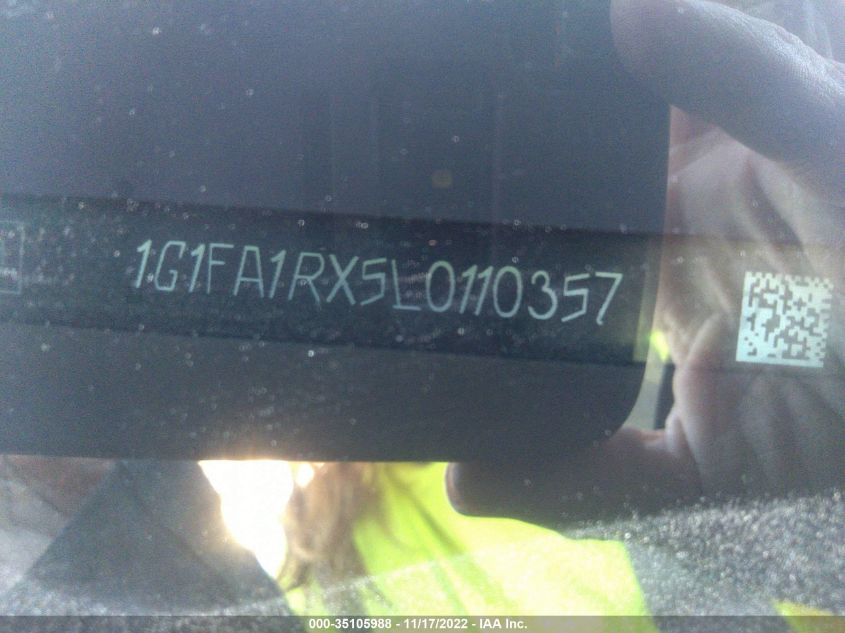 1G1FA1RX5L0110357
000-35105988 - 11/17/2022 - IAA Inc.